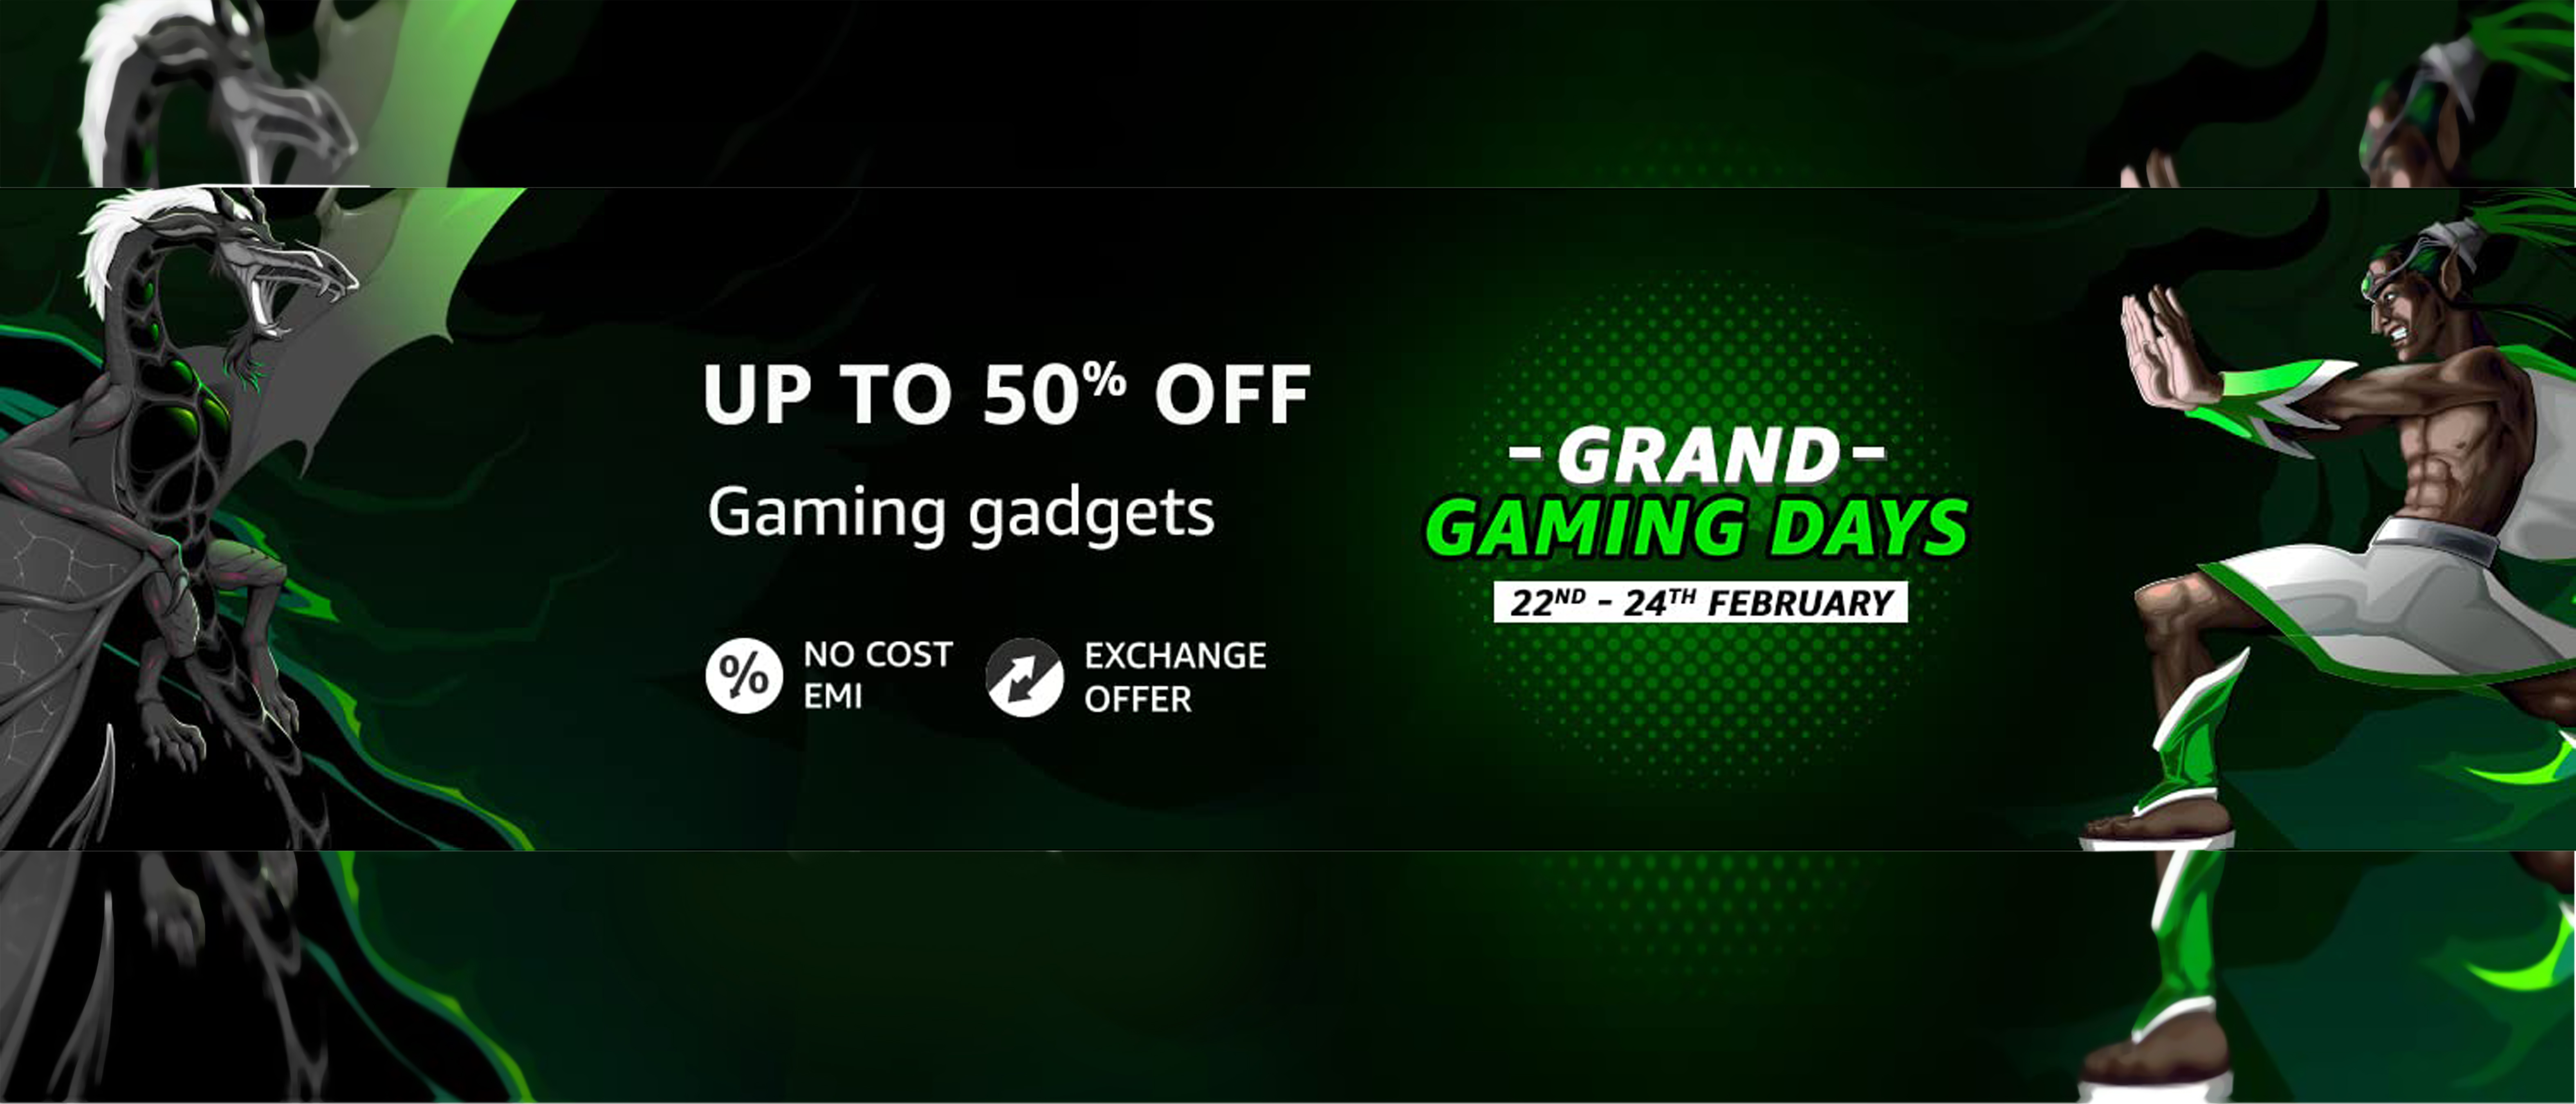 UP TO 50% OFF
Gaming gadgets
% NO COST
EMI
EXCHANGE
OFFER
- GRAND -
GAMING DAYS
22ND - 24TH FEBRUARY